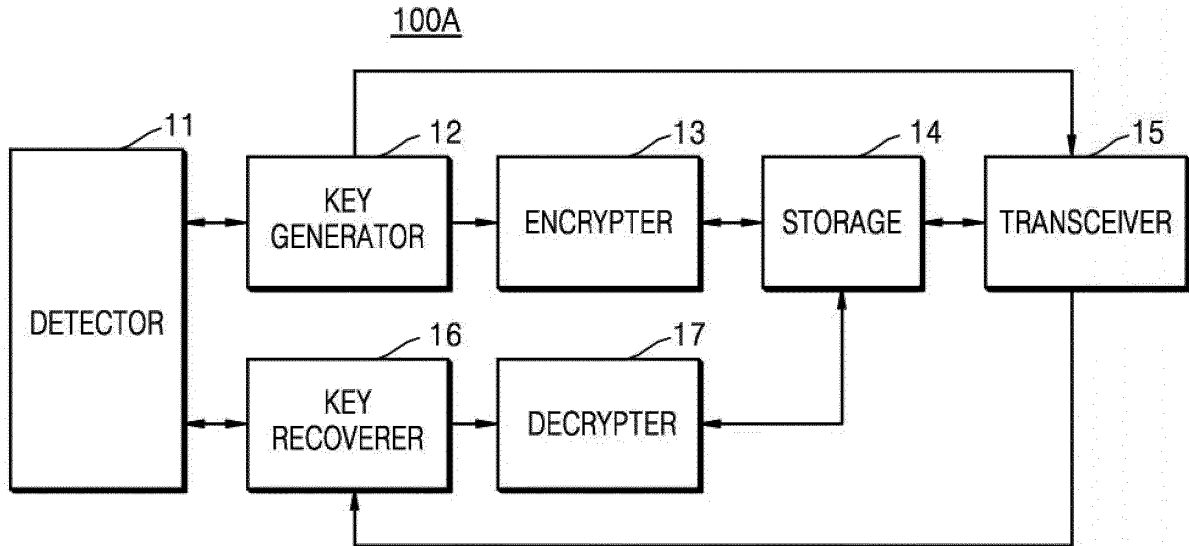 100A
11
12
13
14
15
KEY
GENERATOR
ENCRYPTER
STORAGE
TRANSCEIVER
DETECTOR
16
17
KEY
RECOVERER
DECRYPTER